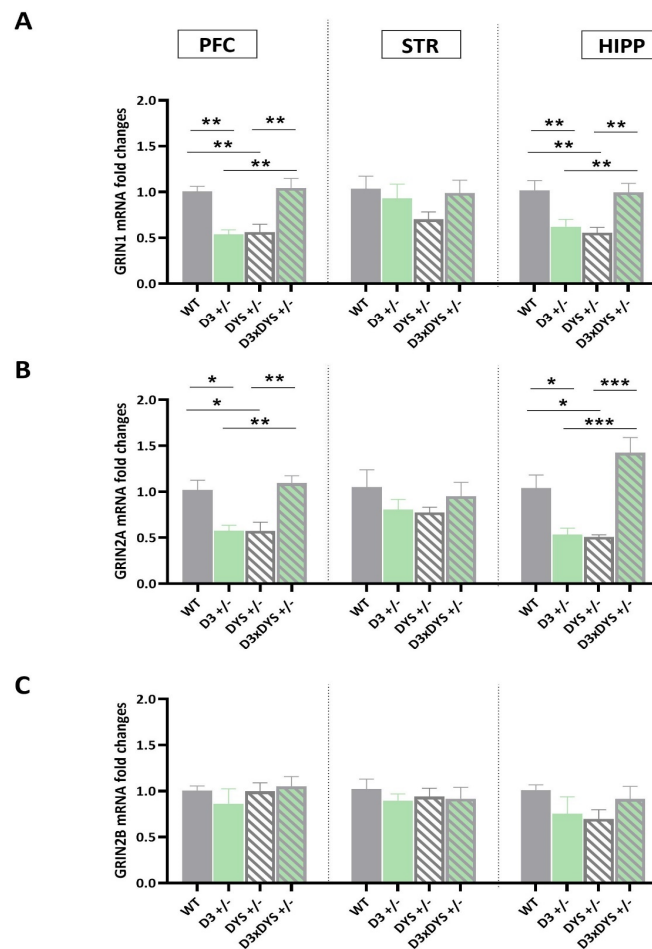 A
PFC
STR
HIPP
GRIN1 mRNA fold changes
2.0
1.5
1.0
0.5
0.0
** **
**
**
** **
**
**
WT
D3 +/-
DYS +/-
D3xDYS +/-
WT
D3 +/-
DYS +/-
D3xDYS +/-
WT
D3 +/-
DYS +/-
D3xDYS +/-
B
GRIN2A mRNA fold changes
2.0
1.5
1.0
0.5
0.0
* **
*
**
* ***
*
***
WT
D3 +/-
DYS +/-
D3xDYS +/-
WT
D3 +/-
DYS +/-
D3xDYS +/-
WT
D3 +/-
DYS +/-
D3xDYS +/-
C
GRIN2B mRNA fold changes
2.0
1.5
1.0
0.5
0.0
WT
D3 +/-
DYS +/-
D3xDYS +/-
WT
D3 +/-
DYS +/-
D3xDYS +/-
WT
D3 +/-
DYS +/-
D3xDYS +/-